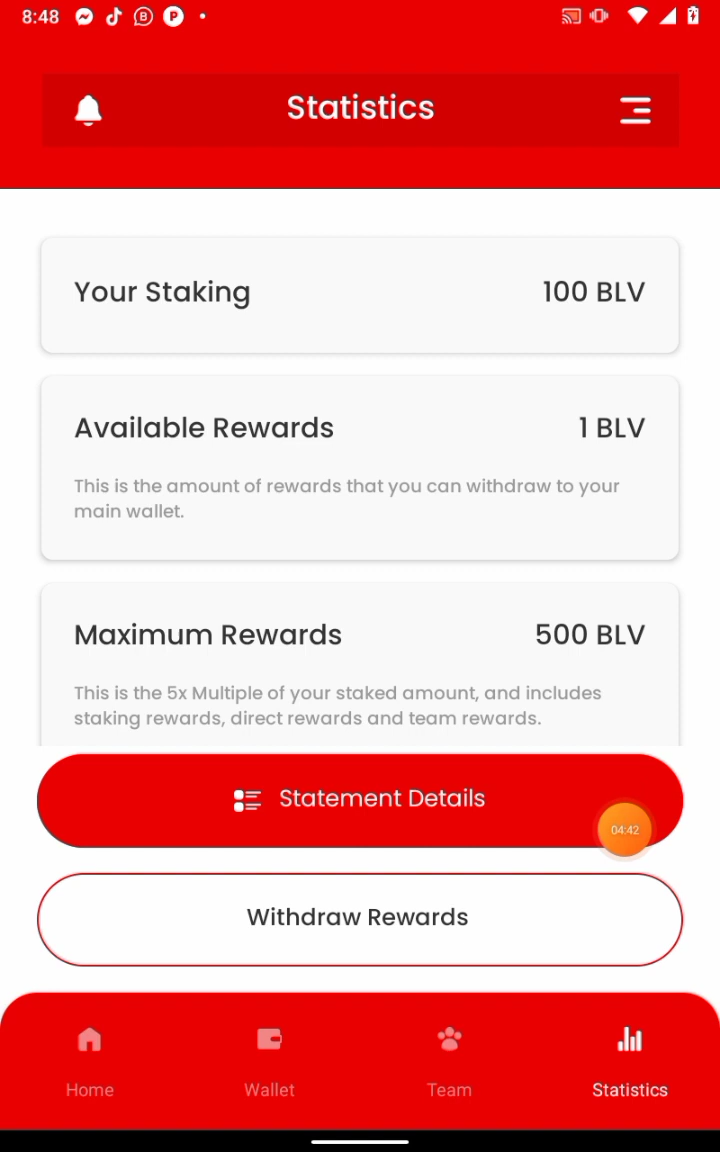 8:48
Statistics
Your Staking 100 BLV
Available Rewards 1 BLV
This is the amount of rewards that you can withdraw to your
main wallet.
Maximum Rewards 500 BLV
This is the 5x Multiple of your staked amount, and includes
staking rewards, direct rewards and team rewards.
Statement Details
04:42
Withdraw Rewards
Home Wallet Team Statistics